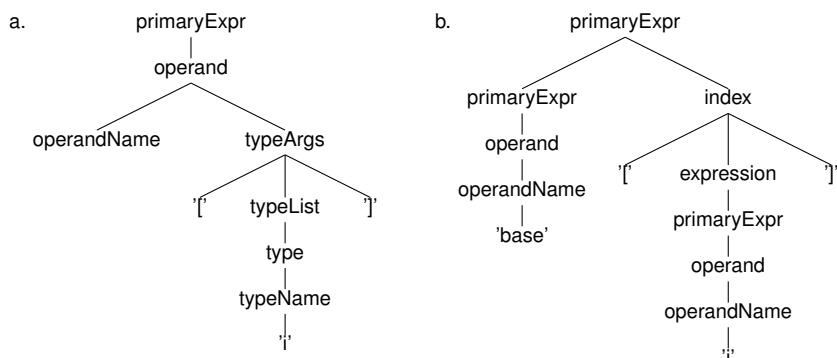 a. primaryExpr b. primaryExpr
operand
primaryExpr index
operandName typeArgs operand
'[' typeList ']' '[' expression ']'
operandName
type 'base' primaryExpr
typeName operand
operandName
'i'